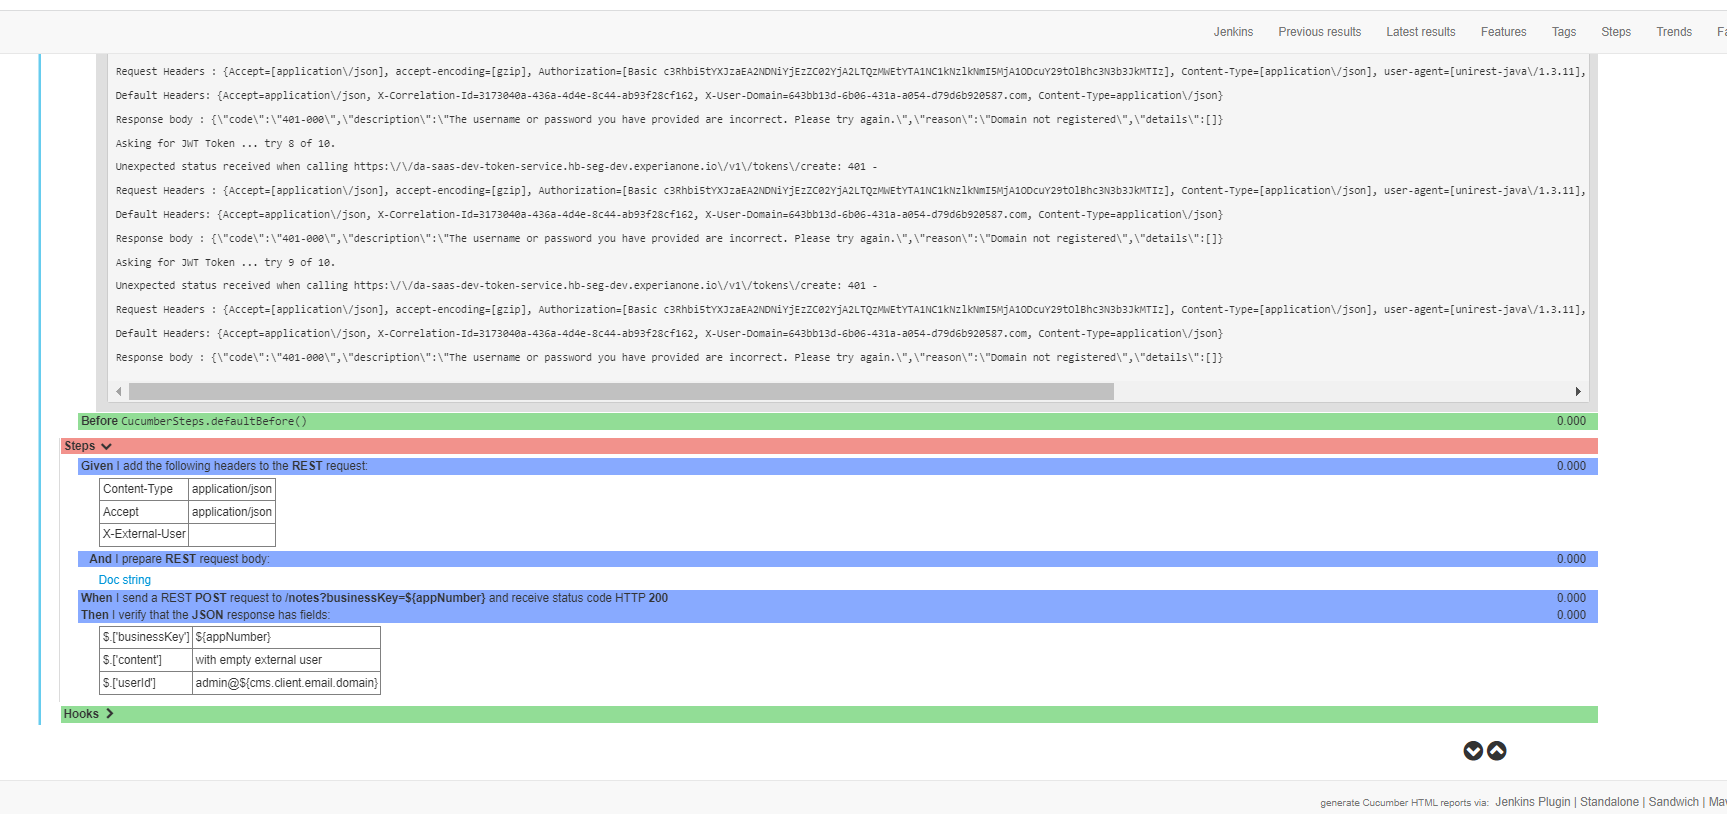 Jenkins Previous results Latest results Features Tags Steps Trends
Request Headers : {Accept=[application\/json], accept-encoding=[gzip], Authorization=[Basic
Content-Type=[application\/json], user-agent=[unirest-java\/1.3.11],
Default Headers: {Accept=application\/json, X-Correlation-Id=3173040a-436a-4d4e-8c44-ab93f28cf162, X-User-Domain=643bb13d-6b06-431a-a054-d79d6b920587.com, Content-Type=application\/json}
Response body : {\"code\":\"401-000\",\"description\":\"The username or password you have provided are incorrect. Please try again.\",\"reason\":\"Domain not registered\",\"details\":[]}
Asking for JWT Token ... try 8 of 10.
Unexpected status received when calling https:\/\/da-saas-dev-token-service.hb-seg-dev.experianone.io\/v1\/tokens\/create: 401 -
Request Headers : {Accept=[application\/json], accept-encoding=[gzip], Authorization=[Basic
Content-Type=[application\/json], user-agent=[unirest-java\/1.3.11],
Default Headers: {Accept=application\/json, X-Correlation-Id=3173040a-436a-4d4e-8c44-ab93f28cf162, X-User-Domain=643bb13d-6b06-431a-a054-d79d6b920587.com, Content-Type=application\/json}
Response body : {\"code\":\"401-000\",\"description\":\"The username or password you have provided are incorrect. Please try again.\",\"reason\":\"Domain not registered\",\"details\":[]}
Asking for JWT Token ... try 9 of 10.
Unexpected status received when calling https:\/\/da-saas-dev-token-service.hb-seg-dev.experianone.io\/v1\/tokens\/create: 401 -
Request Headers : {Accept=[application\/json], accept-encoding=[gzip], Authorization=[Basic
Content-Type=[application\/json], user-agent=[unirest-java\/1.3.11],
Default Headers: {Accept=application\/json, X-Correlation-Id=3173040a-436a-4d4e-8c44-ab93f28cf162, X-User-Domain=643bb13d-6b06-431a-a054-d79d6b920587.com, Content-Type=application\/json}
Response body : {\"code\":\"401-000\",\"description\":\"The username or password you have provided are incorrect. Please try again.\",\"reason\":\"Domain not registered\",\"details\":[]}
Before CucumberSteps.defaultBefore() 0.000
Steps
Given I add the following headers to the REST request: 0.000
Content-Type application/json
Accept application/json
X-External-User
And I prepare REST request body: 0.000
Doc string
When I send a REST POST request to /notes?businessKey=${appNumber} and receive status code HTTP 200 0.000
Then I verify that the JSON response has fields: 0.000
$.['businessKey'] ${appNumber}
$.['content'] with empty external user
$.['userId'] admin@${cms.client.email.domain}
Hooks
generate Cucumber HTML reports via: Jenkins Plugin | Standalone | Sandwich |